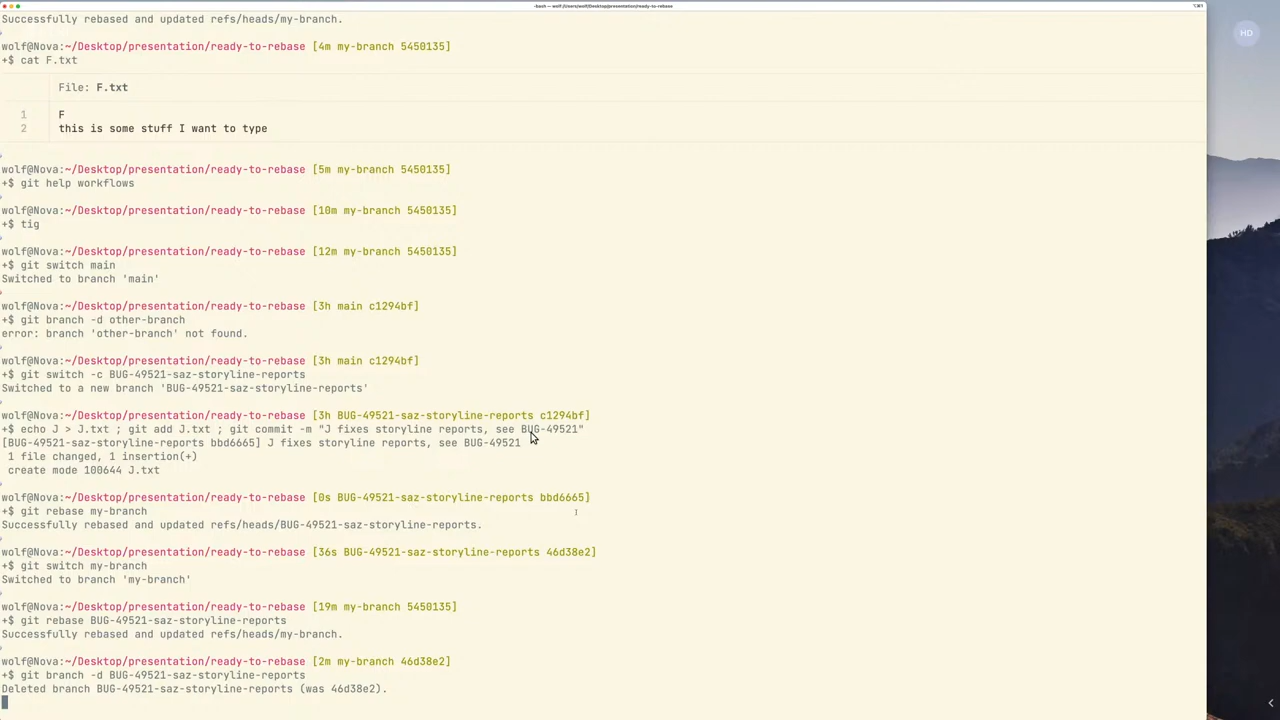 -bash — wolf /Users/wolf/Desktop/presentation/ready-to-rebase
Successfully rebased and updated refs/heads/my-branch.
HD
wolf@Nova:~/Desktop/presentation/ready-to-rebase [4m my-branch 5450135]
+$ cat F.txt
File: F.txt
1 F
2 this is some stuff I want to type
wolf@Nova:~/Desktop/presentation/ready-to-rebase [5m my-branch 5450135]
+$ git help workflows
wolf@Nova:~/Desktop/presentation/ready-to-rebase [10m my-branch 5450135]
+$ tig
wolf@Nova:~/Desktop/presentation/ready-to-rebase [12m my-branch 5450135]
+$ git switch main
Switched to branch 'main'
wolf@Nova:~/Desktop/presentation/ready-to-rebase [3h main c1294bf]
+$ git branch -d other-branch
error: branch 'other-branch' not found.
wolf@Nova:~/Desktop/presentation/ready-to-rebase [3h main c1294bf]
+$ git switch -c BUG-49521-saz-storyline-reports
Switched to a new branch 'BUG-49521-saz-storyline-reports'
wolf@Nova:~/Desktop/presentation/ready-to-rebase [3h BUG-49521-saz-storyline-reports c1294bf]
+$ echo J > J.txt ; git add J.txt ; git commit -m "J fixes storyline reports, see BUG-49521"
[BUG-49521-saz-storyline-reports bbd6665] J fixes storyline reports, see BUG-49521
1 file changed, 1 insertion(+)
create mode 100644 J.txt
wolf@Nova:~/Desktop/presentation/ready-to-rebase [0s BUG-49521-saz-storyline-reports bbd6665]
+$ git rebase my-branch
Successfully rebased and updated refs/heads/BUG-49521-saz-storyline-reports.
wolf@Nova:~/Desktop/presentation/ready-to-rebase [36s BUG-49521-saz-storyline-reports 46d38e2]
+$ git switch my-branch
Switched to branch 'my-branch'
wolf@Nova:~/Desktop/presentation/ready-to-rebase [19m my-branch 5450135]
+$ git rebase BUG-49521-saz-storyline-reports
Successfully rebased and updated refs/heads/my-branch.
wolf@Nova:~/Desktop/presentation/ready-to-rebase [2m my-branch 46d38e2]
+$ git branch -d BUG-49521-saz-storyline-reports
Deleted branch BUG-49521-saz-storyline-reports (was 46d38e2).